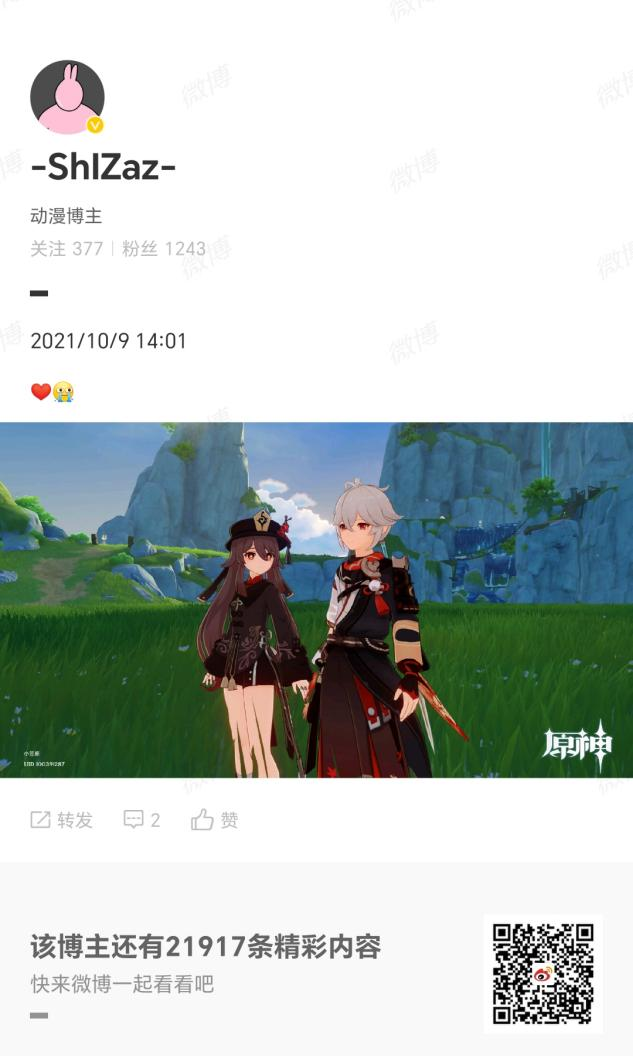 -ShIZaz-
动漫博主
关注 377 | 粉丝 1243
2021/10/9 14:01
原神
转发 2 赞
该博主还有21917条精彩内容
快来微博一起看看吧
微博